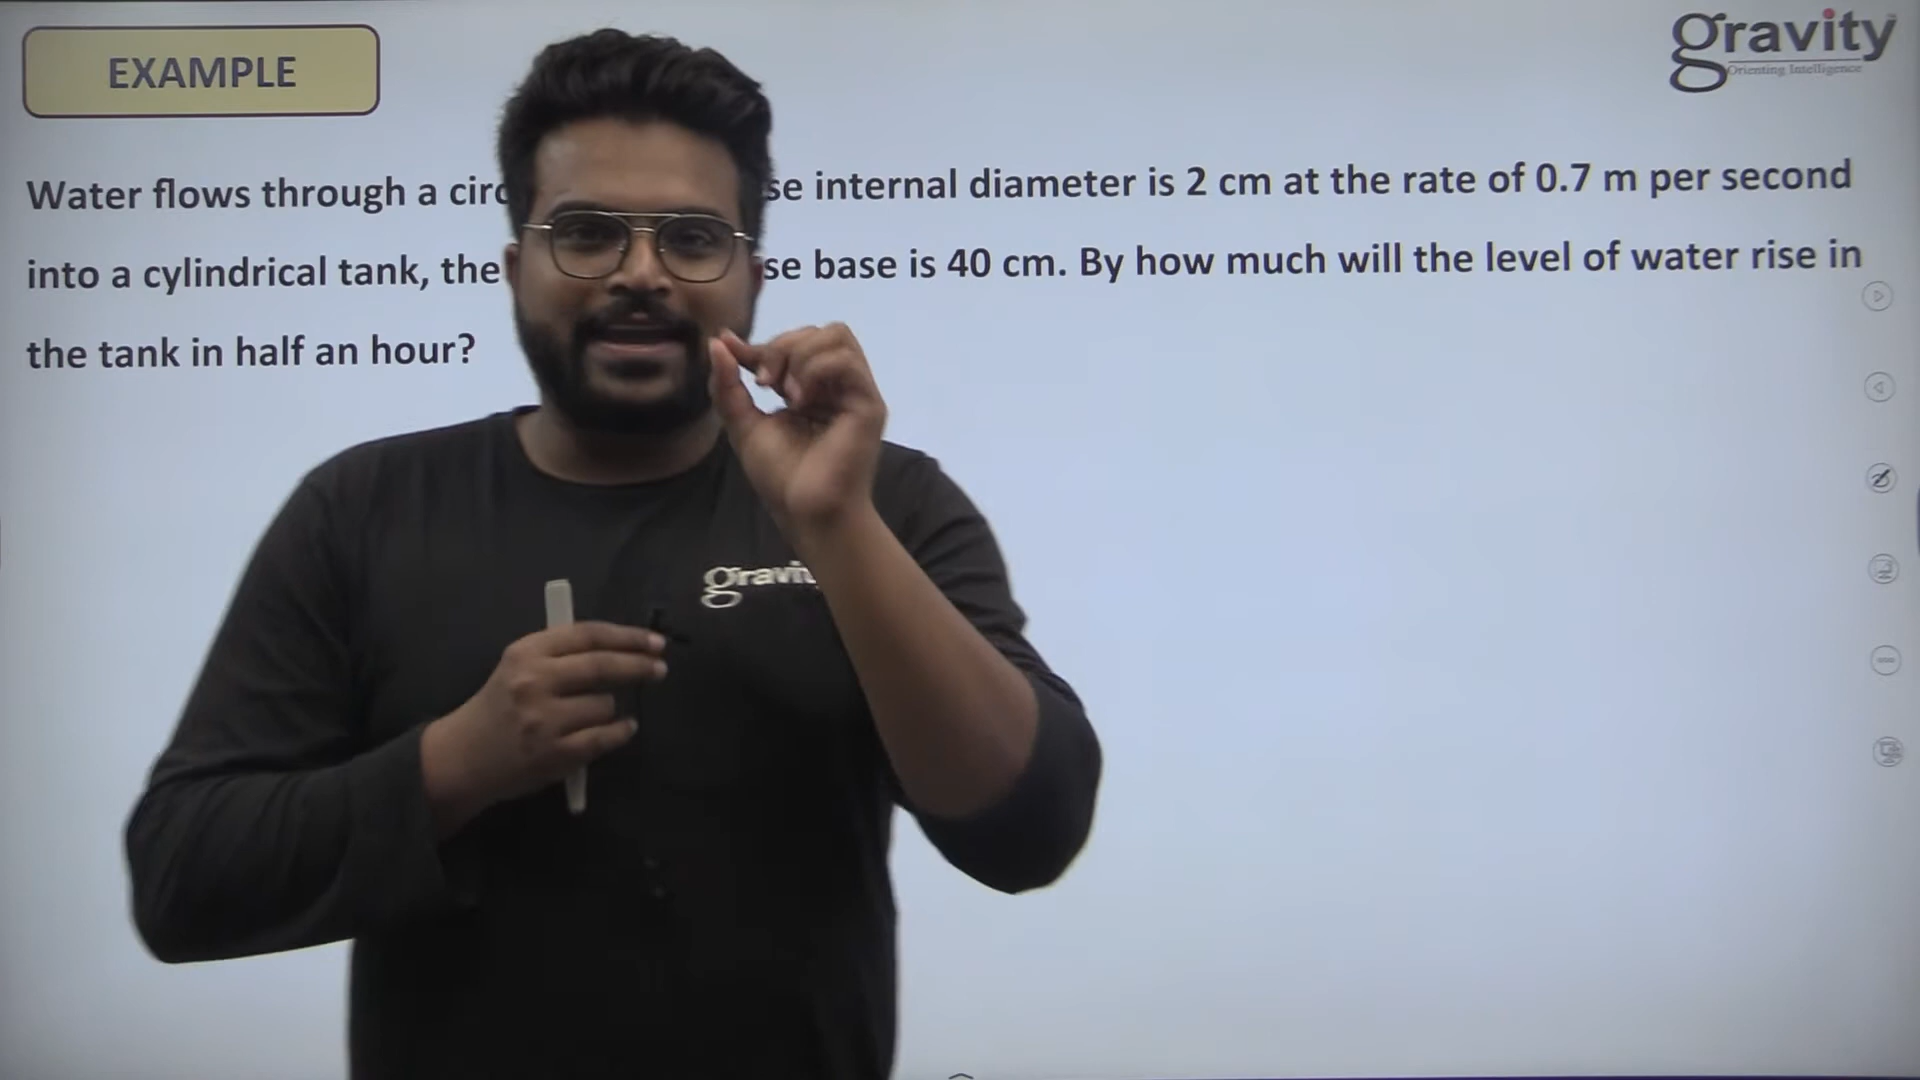 EXAMPLE
gravity
Orienting Intelligence
Water flows through a circ se internal diameter is 2 cm at the rate of 0.7 m per second
into a cylindrical tank, the se base is 40 cm. By how much will the level of water rise in
the tank in half an hour?
gravit